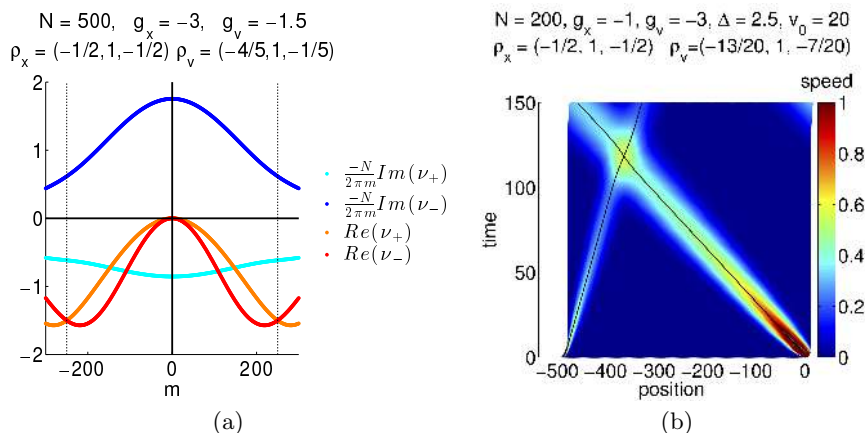 N = 500, g_x = −3, g_v = −1.5
ρ_x = (−1/2,1,−1/2) ρ_v = (−4/5,1,−1/5)
2
1
0
−1
−2
−200
0
200
m
−N/2πm Im(ν_+)
−N/2πm Im(ν_−)
Re(ν_+)
Re(ν_−)
(a)
N = 200, g_x = −1, g_v = −3, Δ = 2.5, v_0 = 20
ρ_x = (−1/2, 1, −1/2) ρ_v=(−13/20, 1, −7/20)
speed
150
100
50
0
time
−500 −400 −300 −200 −100 0
position
1
0.8
0.6
0.4
0.2
0
(b)